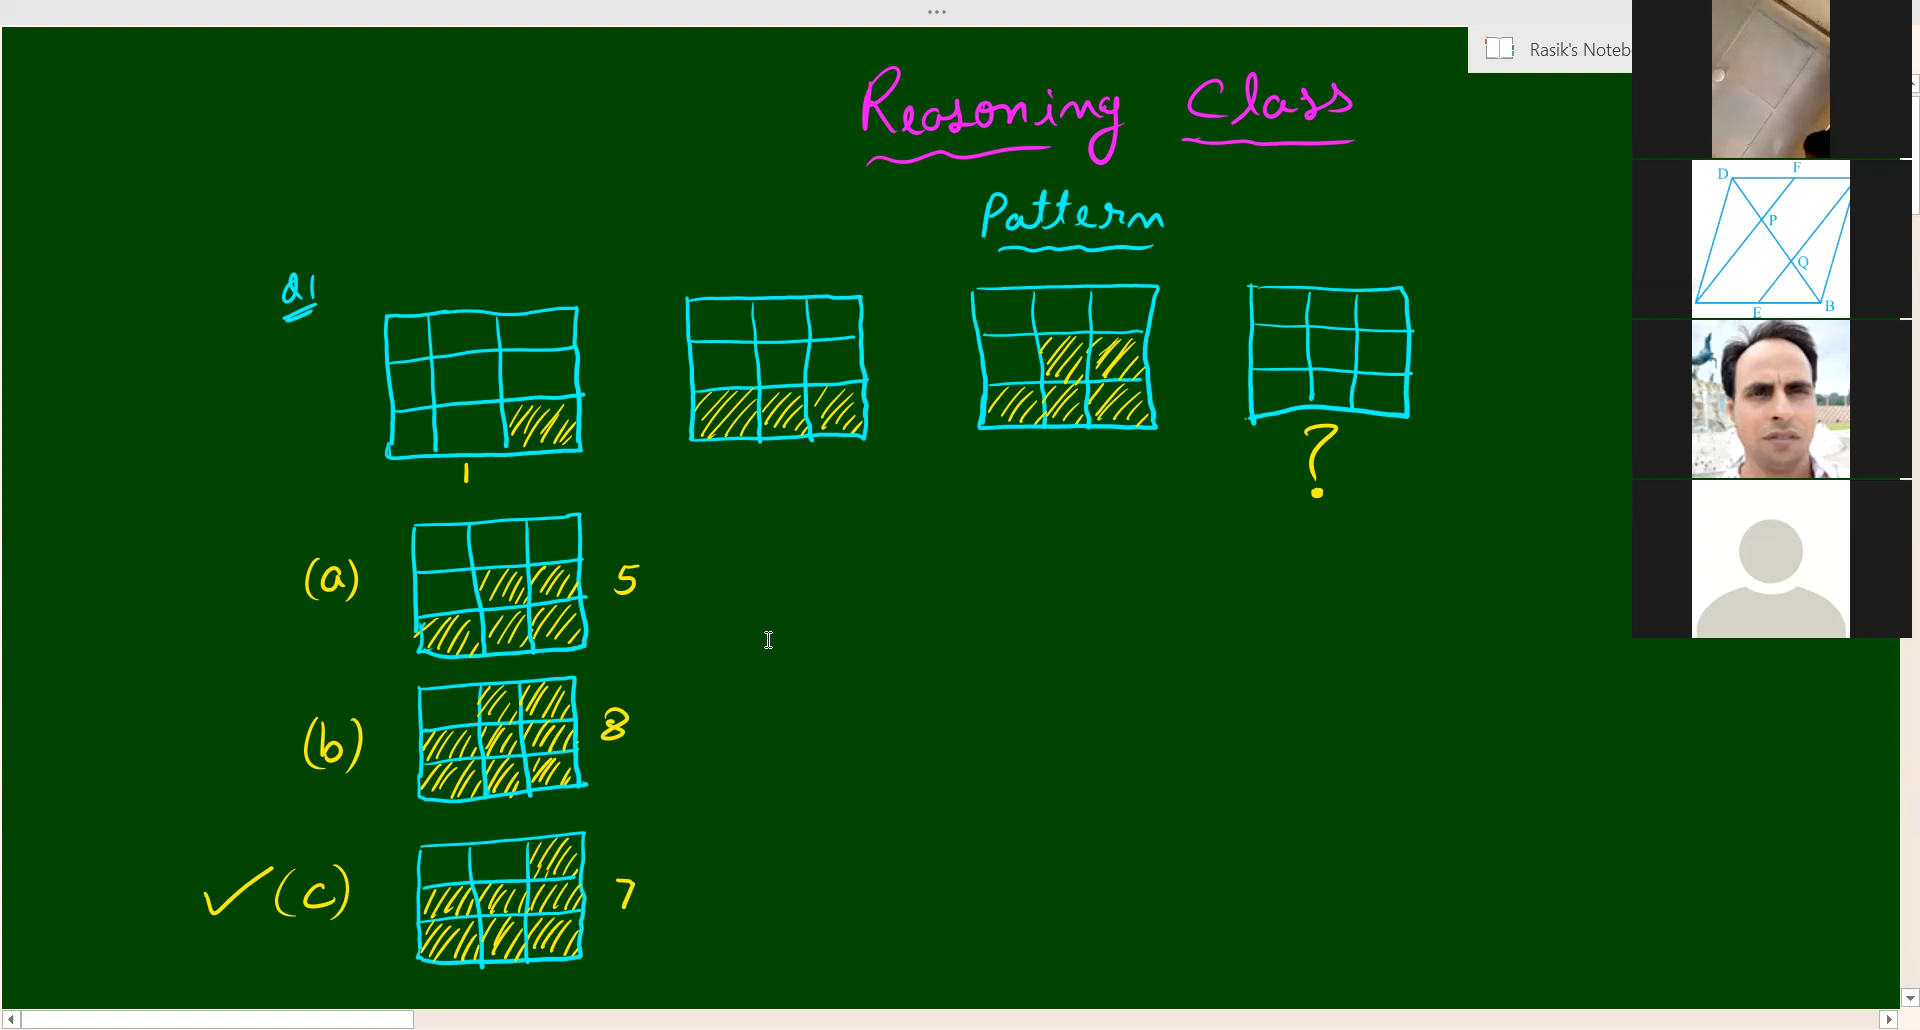 •••
Rasik's Noteb
Reasoning Class
Pattern
Q1
1
?
(a) 5
(b) 8
✓ (c) 7
D F
P
Q
E B